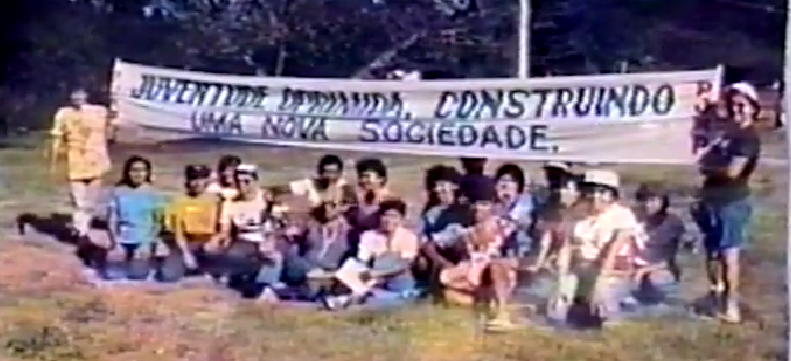 JUVENTUDE CONSTRUINDO
UMA NOVA SOCIEDADE.